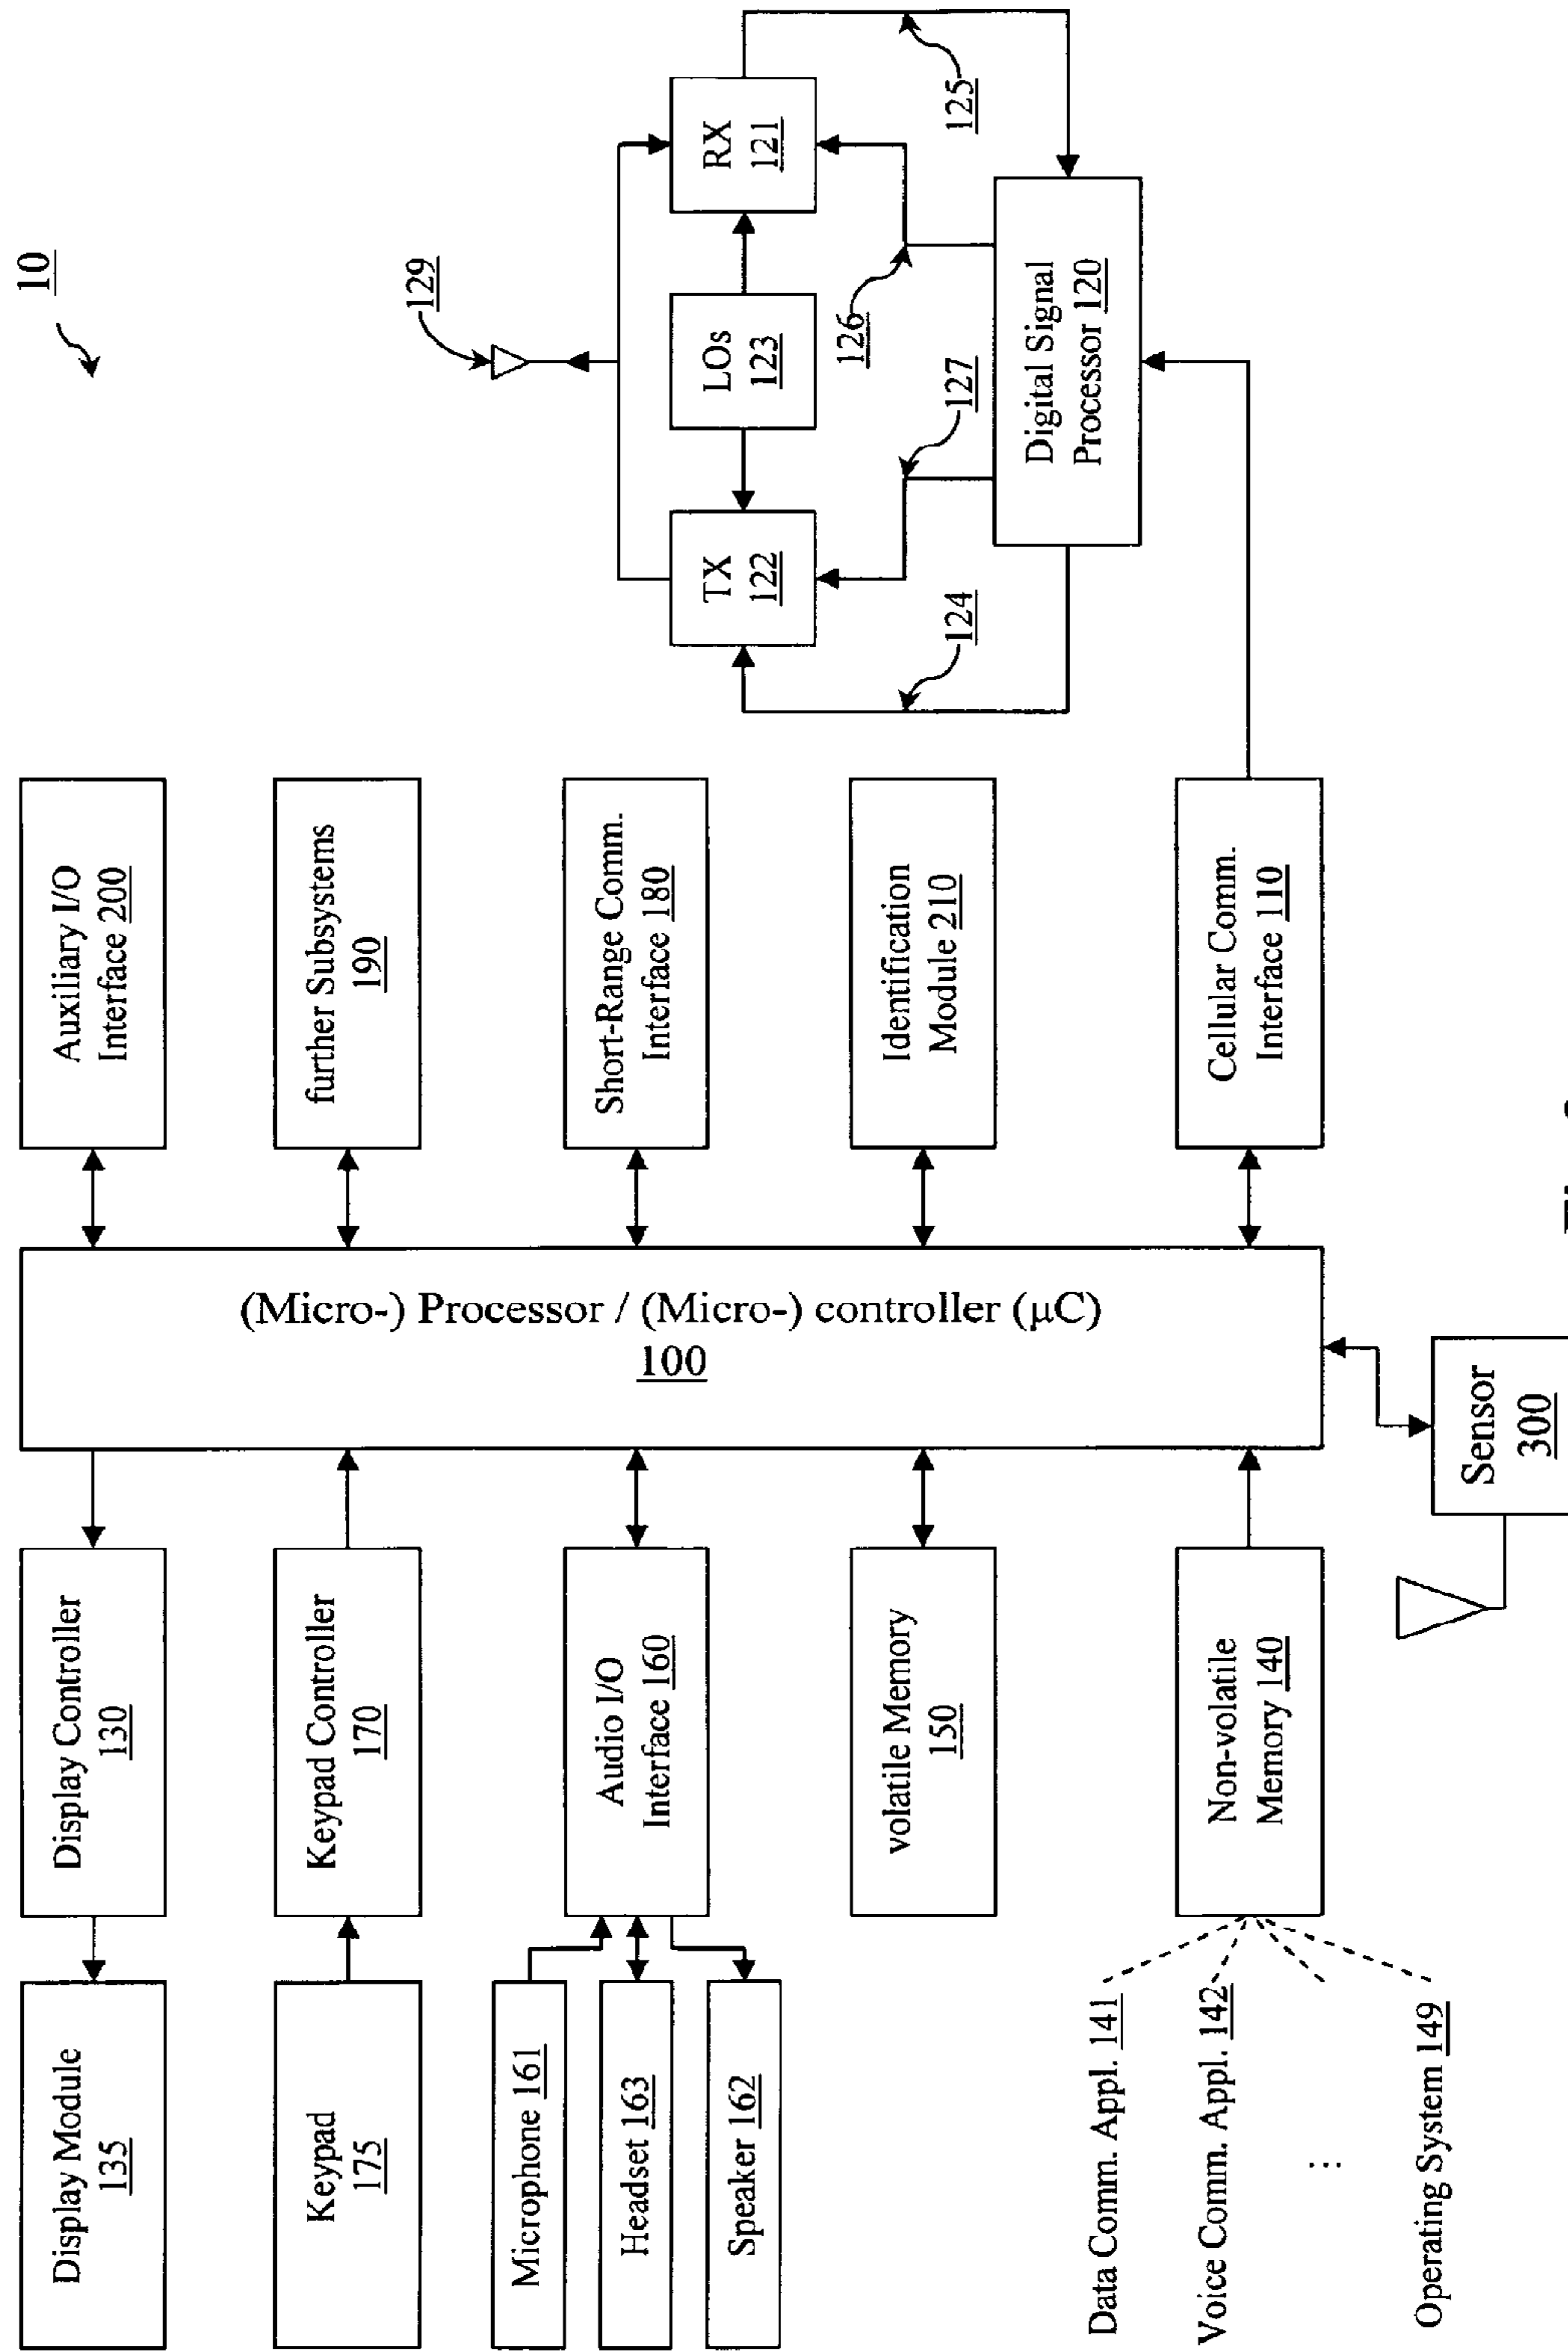 10
Display Module
135
Display Controller
130
Auxiliary I/O
Interface 200
Keypad
175
Keypad Controller
170
further Subsystems
190
Microphone 161
Headset 163
Speaker 162
Audio I/O
Interface 160
Short-Range Comm.
Interface 180
volatile Memory
150
Identification
Module 210
Data Comm. Appl. 141
Voice Comm. Appl. 142
⋮
Operating System 149
Non-volatile
Memory 140
Cellular Comm.
Interface 110
(Micro-) Processor / (Micro-) controller (μC)
100
Sensor
300
129
TX
122
LOs
123
RX
121
124
127
126
125
Digital Signal
Processor 120